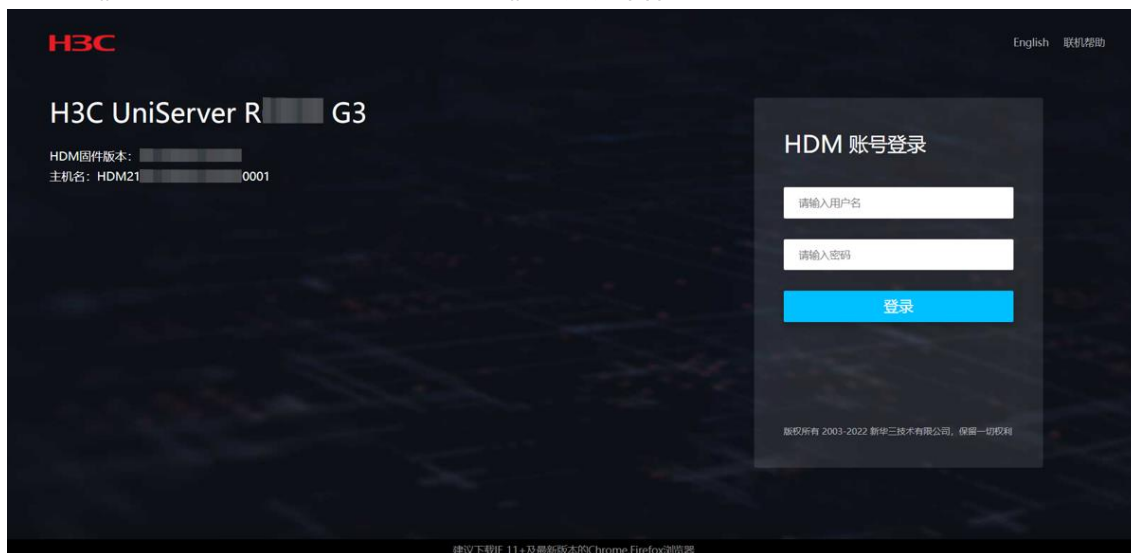 H3C
English 联机帮助
H3C UniServer R G3
HDM固件版本:
主机名: HDM21 0001
HDM 账号登录
请输入用户名
请输入密码
登录
版权所有 2003-2022 新华三技术有限公司, 保留一切权利
建议下载IE 11+及最新版本的Chrome Firefox浏览器